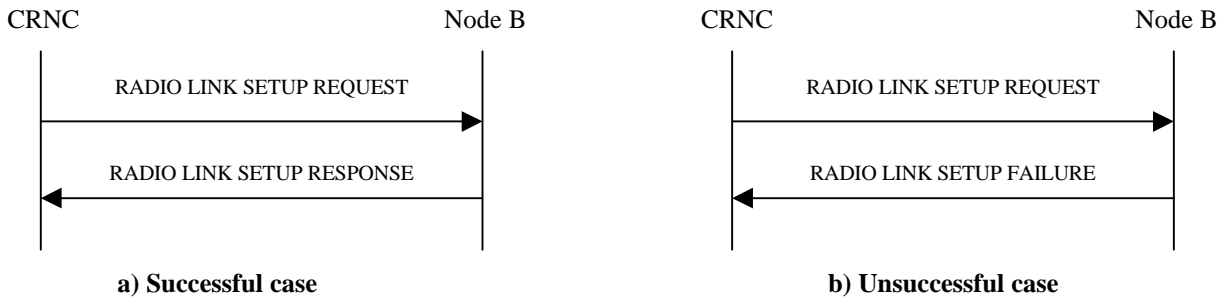 CRNC
Node B
RADIO LINK SETUP REQUEST
RADIO LINK SETUP RESPONSE
a) Successful case
CRNC
Node B
RADIO LINK SETUP REQUEST
RADIO LINK SETUP FAILURE
b) Unsuccessful case